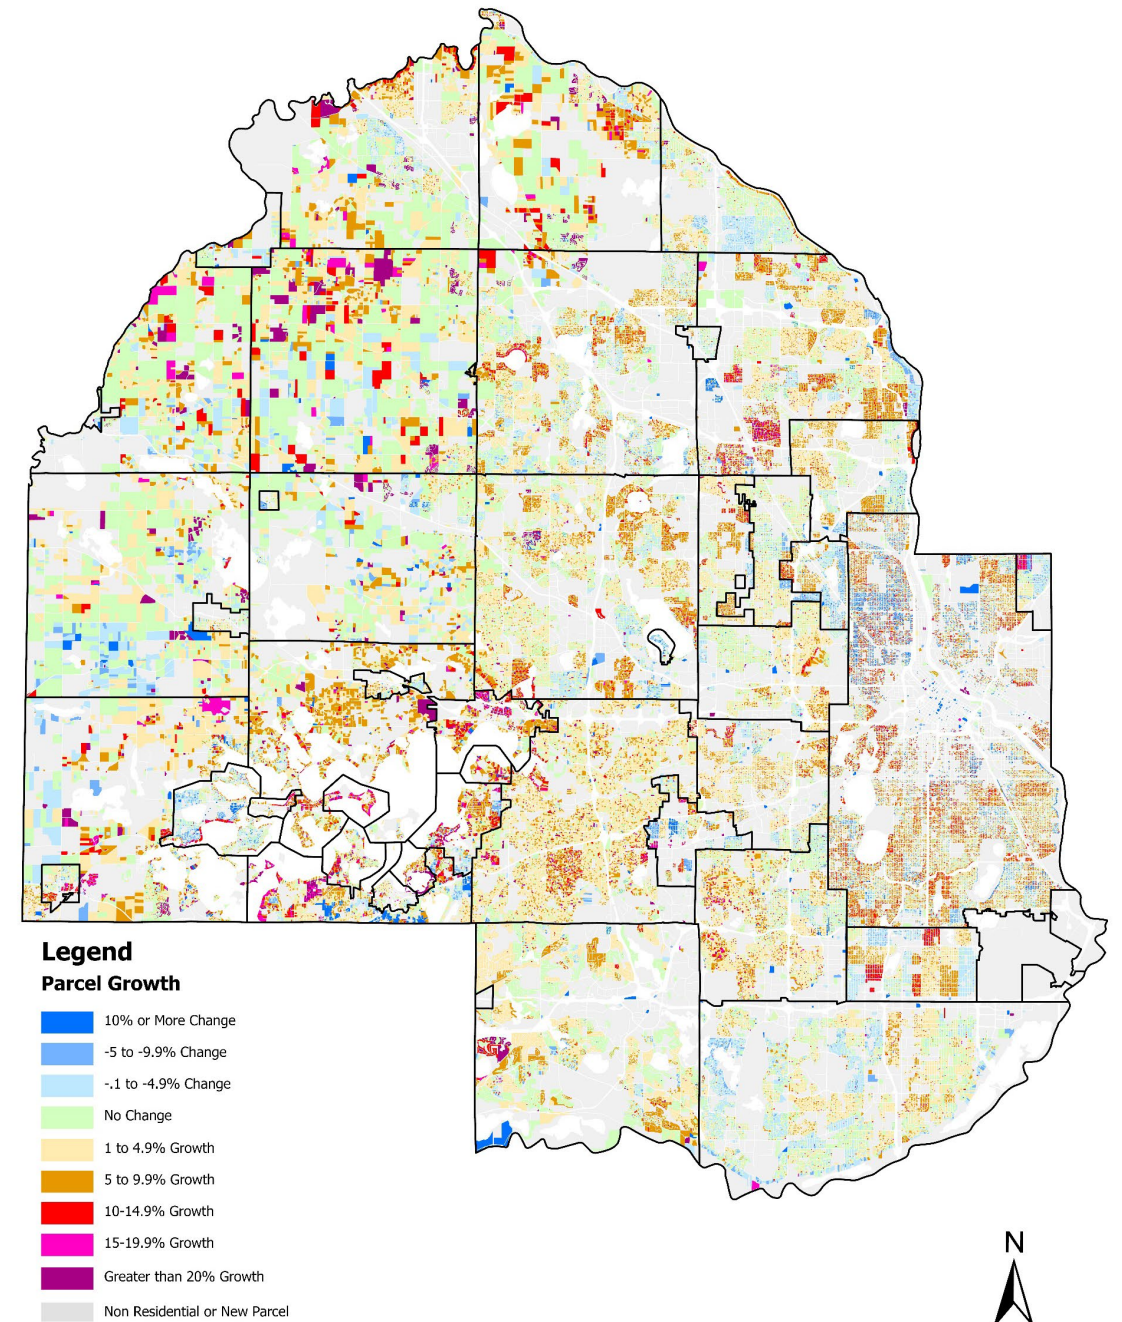 Legend
Parcel Growth
10% or More Change
-5 to -9.9% Change
-.1 to -4.9% Change
No Change
1 to 4.9% Growth
5 to 9.9% Growth
10-14.9% Growth
15-19.9% Growth
Greater than 20% Growth
Non Residential or New Parcel
N